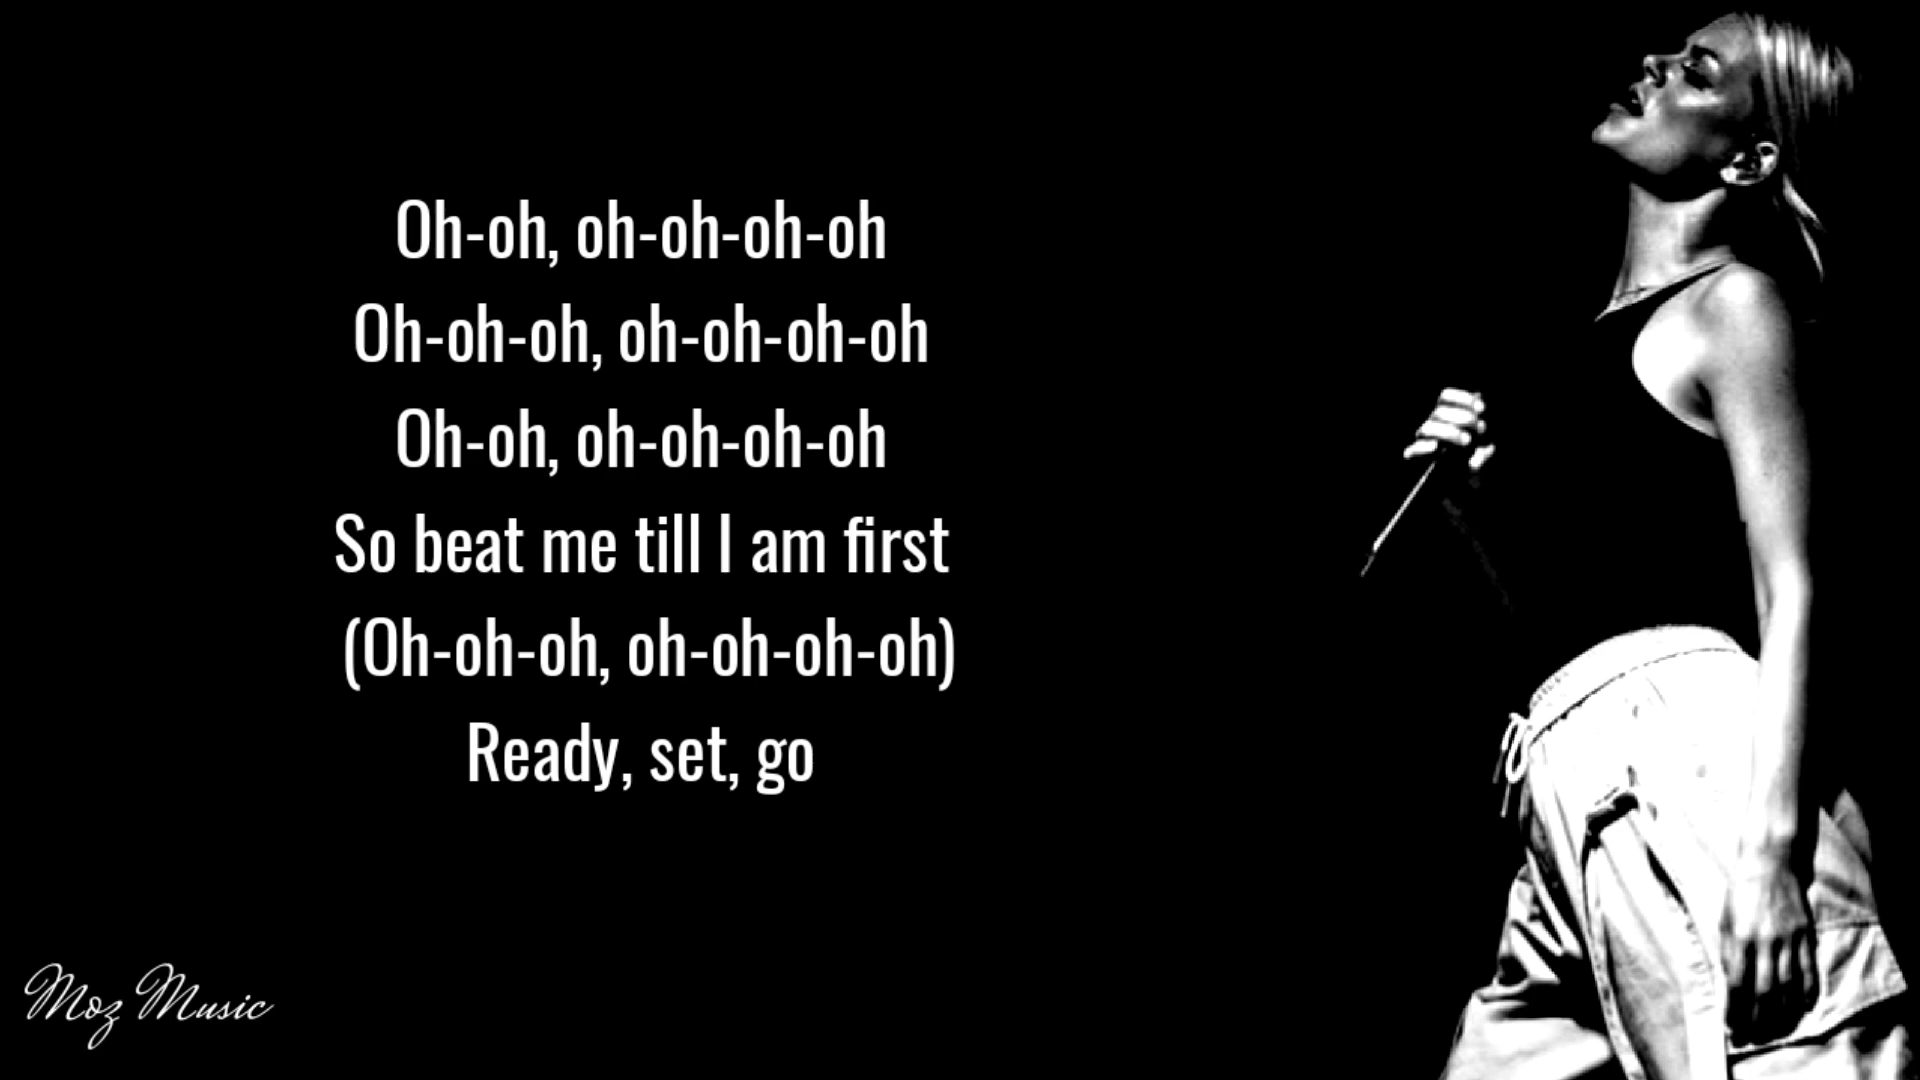 Oh-oh, oh-oh-oh-oh
Oh-oh-oh, oh-oh-oh-oh
Oh-oh, oh-oh-oh-oh
So beat me till I am first
(Oh-oh-oh, oh-oh-oh-oh)
Ready, set, go
Moz Music